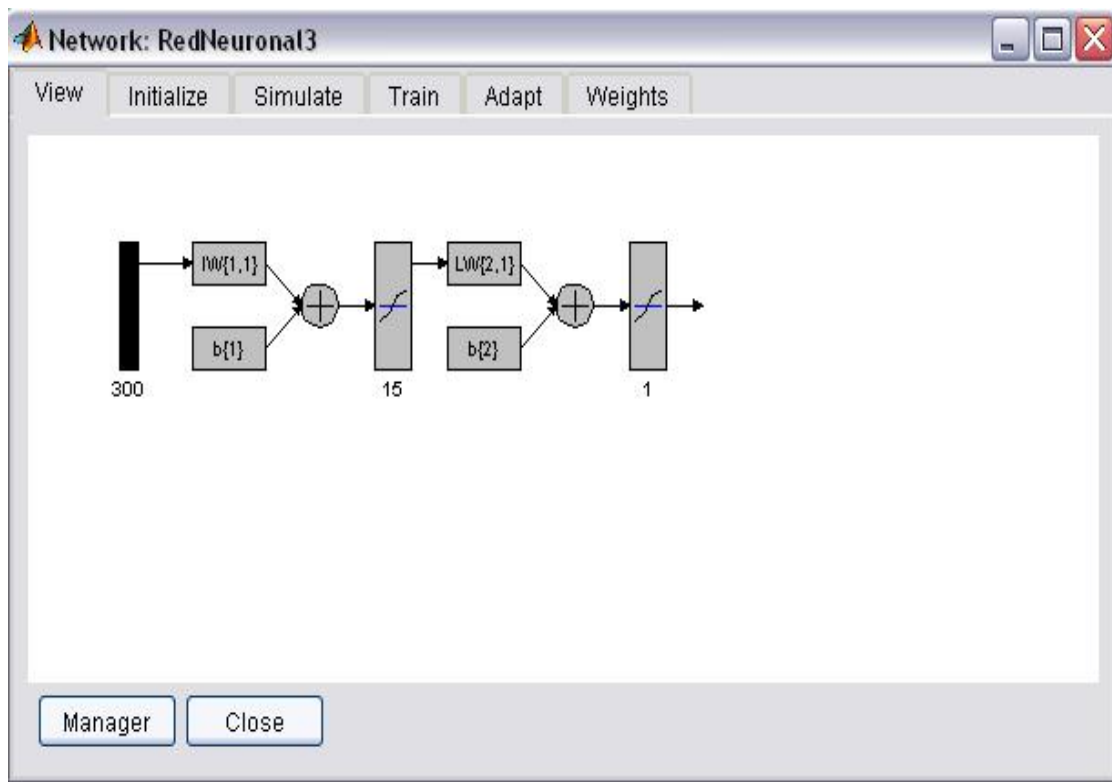 Network: RedNeuronal3
View Initialize Simulate Train Adapt Weights
IW{1,1} LW{2,1}
b{1} b{2}
300 15 1
Manager Close